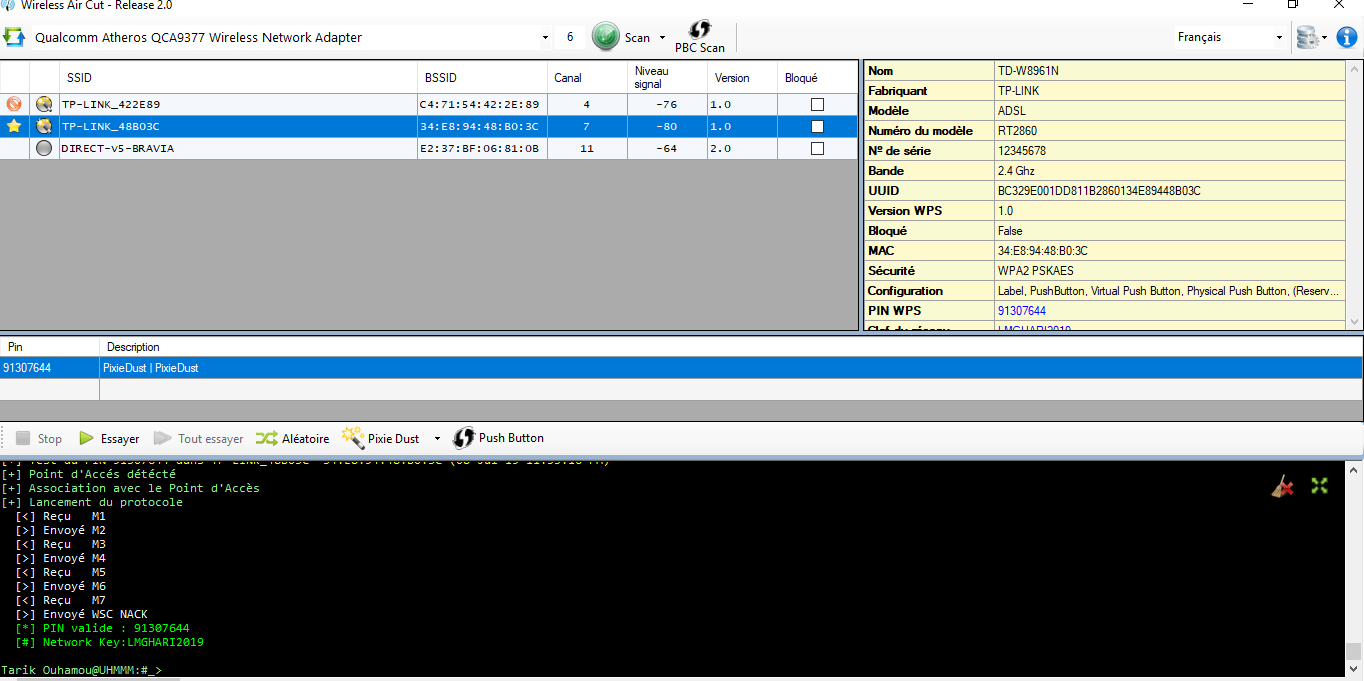 Wireless Air Cut - Release 2.0
Qualcomm Atheros QCA9377 Wireless Network Adapter 6 Scan PBC Scan Français
SSID BSSID Canal Niveau signal Version Bloqué
TP-LINK_422E89 C4:71:54:42:2E:89 4 -76 1.0
TP-LINK_48B03C 34:E8:94:48:B0:3C 7 -80 1.0
DIRECT-v5-BRAVIA E2:37:BF:06:81:0B 11 -64 2.0
Nom TD-W8961N
Fabriquant TP-LINK
Modèle ADSL
Numéro du modèle RT2860
Nº de série 12345678
Bande 2.4 Ghz
UUID BC329E001DD811B2860134E89448B03C
Version WPS 1.0
Bloqué False
MAC 34:E8:94:48:B0:3C
Sécurité WPA2 PSKAES
Configuration Label, PushButton, Virtual Push Button, Physical Push Button, (Reserv...
PIN WPS 91307644
Clef du réseau LMGHARI2019
Pin Description
91307644 PixieDust | PixieDust
Stop Essayer Tout essayer Aléatoire Pixie Dust Push Button
[+] Point d'Accés détécté
[+] Association avec le Point d'Accès
[+] Lancement du protocole
[<] Reçu M1
[>] Envoyé M2
[<] Reçu M3
[>] Envoyé M4
[<] Reçu M5
[>] Envoyé M6
[<] Reçu M7
[>] Envoyé WSC NACK
[*] PIN valide : 91307644
[#] Network Key:LMGHARI2019
Tarik Ouhamou@UHMMM:#_>